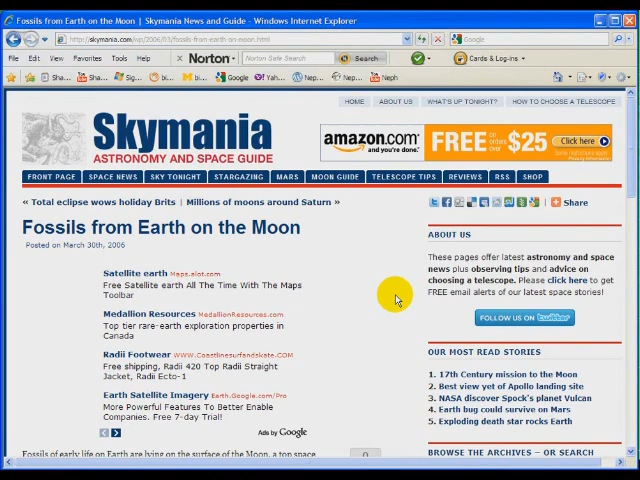 Fossils from Earth on the Moon | Skymania News and Guide - Windows Internet Explorer
http://skymania.com/wp/2006/03/fossils-from-earth-on-moon.html
Google
File Edit View Favorites Tools Help
Norton
Norton Safe Search
Search
Cards & Log-ins
Sha...
Sha...
Sig...
bi...
bi...
Google
Yah...
Nep...
Nep...
Neph
HOME ABOUT US WHAT'S UP TONIGHT? HOW TO CHOOSE A TELESCOPE
Skymania
ASTRONOMY AND SPACE GUIDE
amazon.com
and you're done.
FREE on orders over $25
Click here
FRONT PAGE SPACE NEWS SKY TONIGHT STARGAZING MARS MOON GUIDE TELESCOPE TIPS REVIEWS RSS SHOP
« Total eclipse wows holiday Brits | Millions of moons around Saturn »
Share
Fossils from Earth on the Moon
Posted on March 30th, 2006
Satellite earth Maps.alot.com
Free Satellite earth All The Time With The Maps
Toolbar
Medallion Resources MedallionResources.com
Top tier rare-earth exploration properties in
Canada
Radii Footwear WWW.CoastlinesurfandskatE.COM
Free shipping, Radii 420 Top Radii Straight
Jacket, Radii Ecto-1
Earth Satellite Imagery Earth.Google.com/Pro
More Powerful Features To Better Enable
Companies. Free 7-day Trial!
Ads by Google
Fossils of early life on Earth are lying on the surface of the Moon, a top space
0
ABOUT US
These pages offer latest astronomy and space
news plus observing tips and advice on
choosing a telescope. Please click here to get
FREE email alerts of our latest space stories!
FOLLOW US ON twitter
OUR MOST READ STORIES
1. 17th Century mission to the Moon
2. Best view yet of Apollo landing site
3. NASA discover Spock's planet Vulcan
4. Earth bug could survive on Mars
5. Exploding death star rocks Earth
BROWSE THE ARCHIVES – OR SEARCH